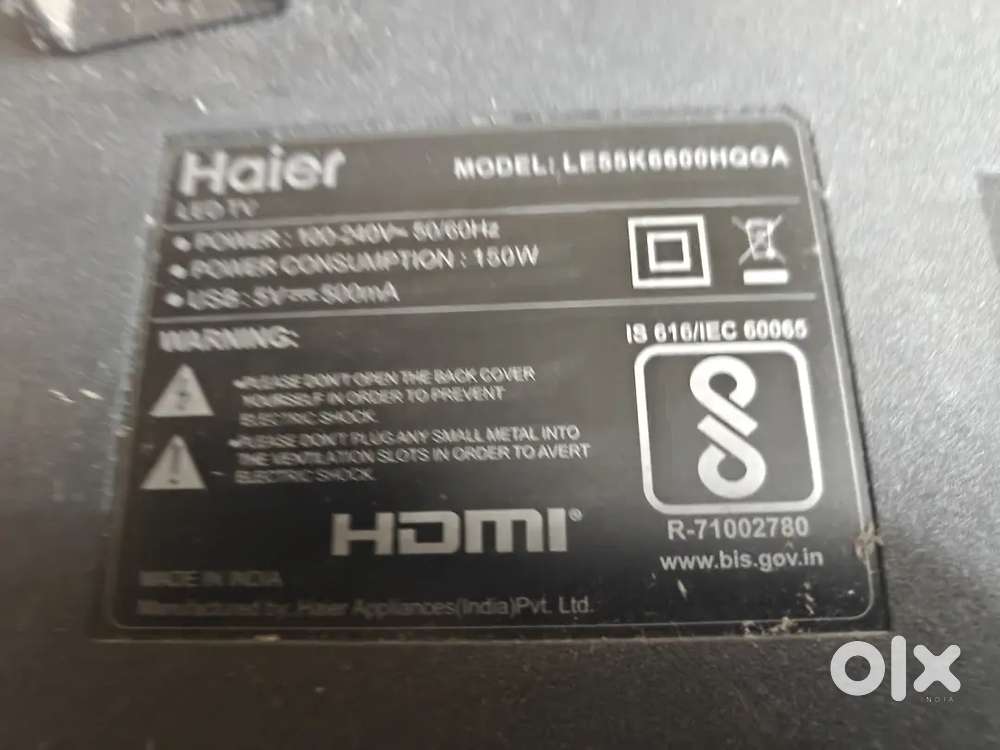 Haier
MODEL: LE55K6600HQGA
LED TV
• POWER : 100-240V~ 50/60Hz
• POWER CONSUMPTION : 150W
• USB : 5V⎓500mA
WARNING:
•PLEASE DON'T OPEN THE BACK COVER
YOURSELF IN ORDER TO PREVENT
ELECTRIC SHOCK.
•PLEASE DON'T PLUG ANY SMALL METAL INTO
THE VENTILATION SLOTS IN ORDER TO AVERT
ELECTRIC SHOCK.
IS 616/IEC 60065
R-71002780
www.bis.gov.in
HDMI®
MADE IN INDIA
Manufactured by: Haier Appliances(India)Pvt. Ltd.
olx
INDIA